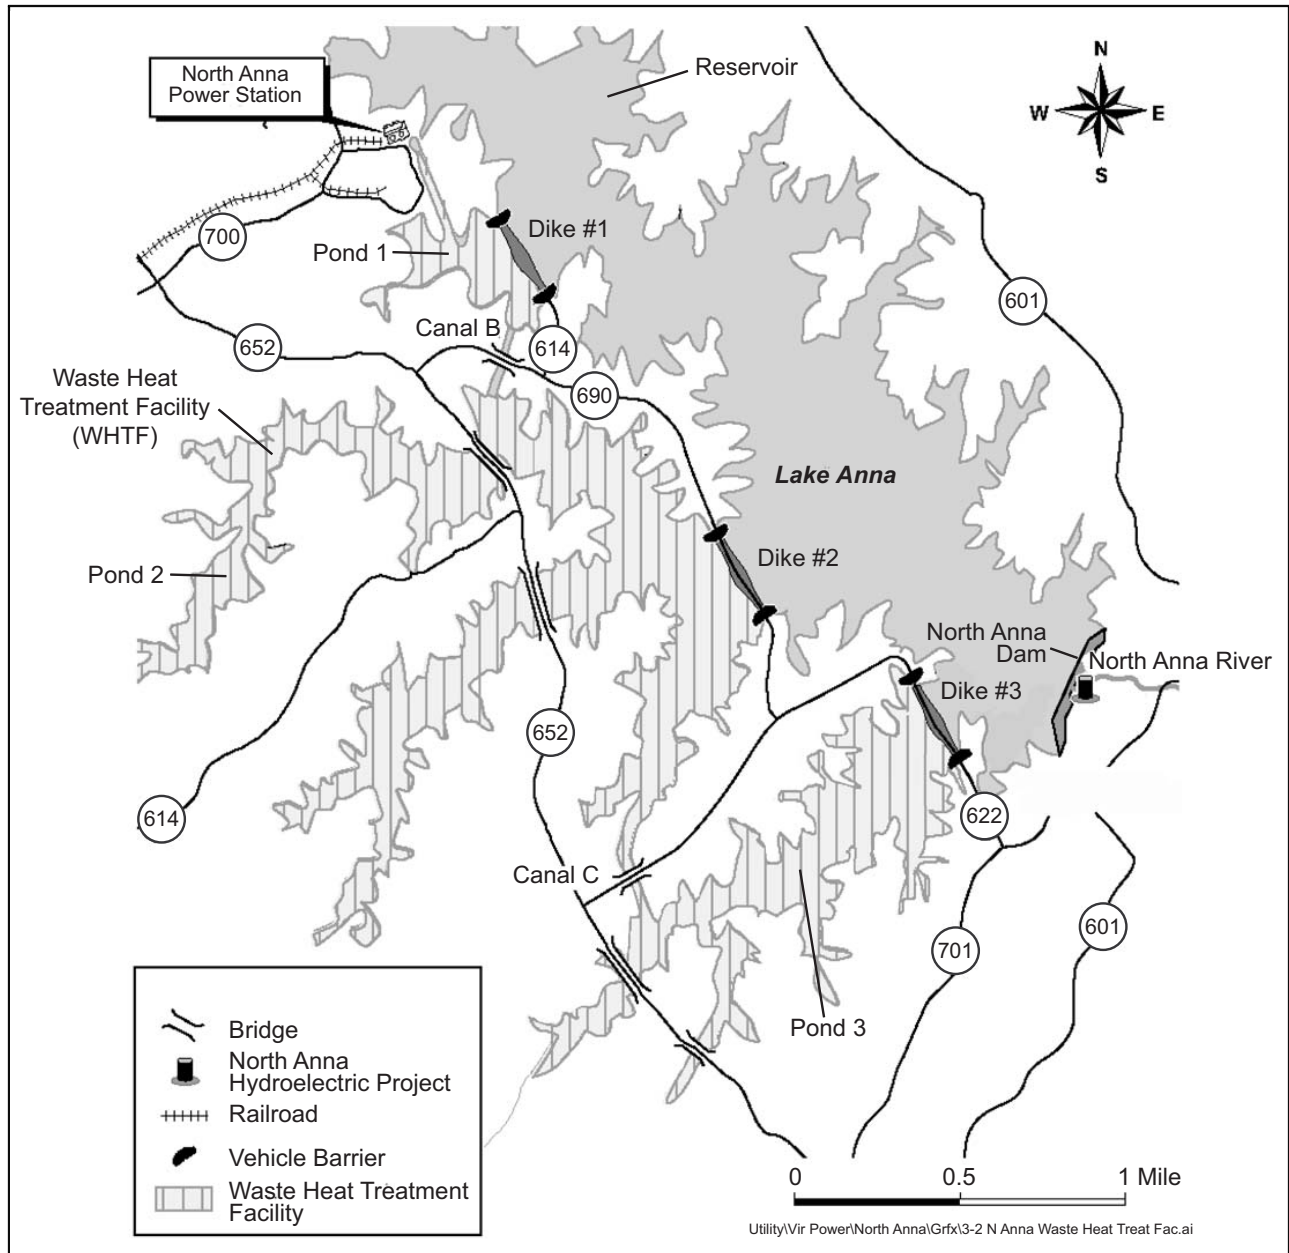 N
W E
S
North Anna
Power Station
Reservoir
700
Pond 1
Dike #1
601
Canal B
614
652
Waste Heat
Treatment Facility
(WHTF)
690
Lake Anna
Dike #2
Pond 2
North Anna
Dam
North Anna River
Dike #3
652
614
622
Canal C
701
601
Pond 3
Bridge
North Anna
Hydroelectric Project
Railroad
Vehicle Barrier
Waste Heat Treatment
Facility
0 0.5 1 Mile
Utility\Vir Power\North Anna\Grfx\3-2 N Anna Waste Heat Treat Fac.ai